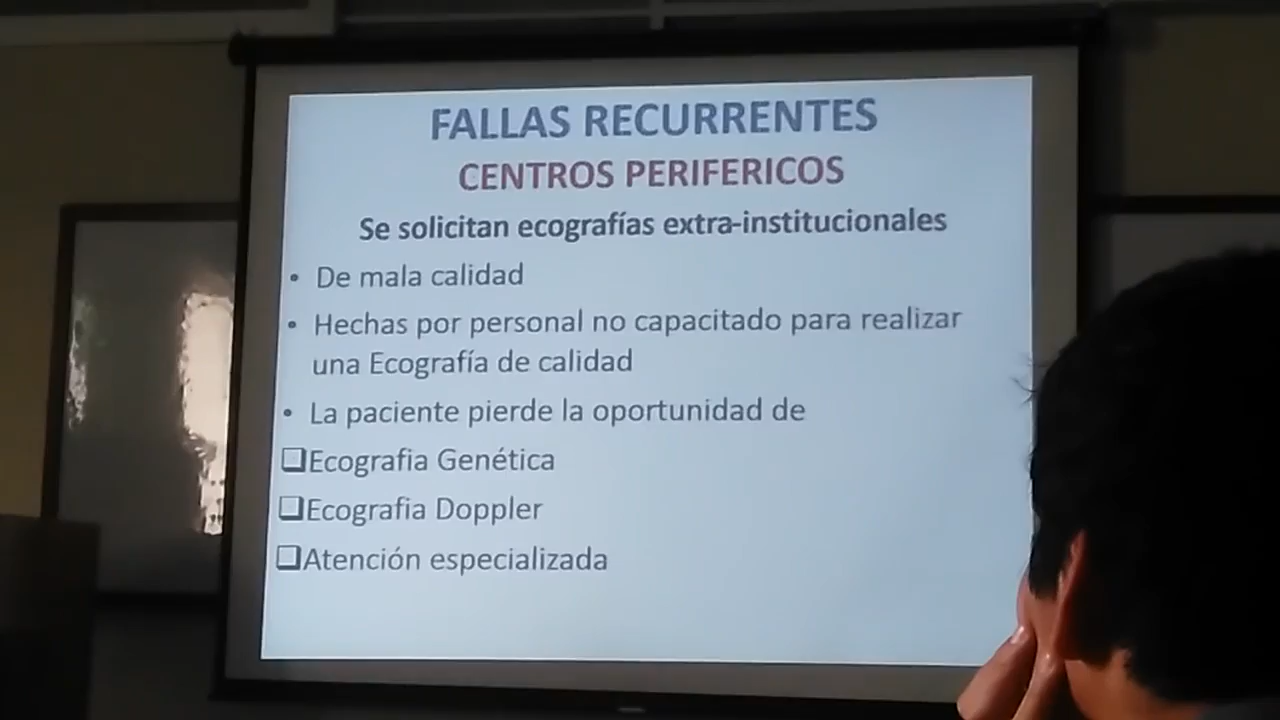 FALLAS RECURRENTES
CENTROS PERIFERICOS
Se solicitan ecografías extra-institucionales
• De mala calidad
• Hechas por personal no capacitado para realizar
una Ecografía de calidad
• La paciente pierde la oportunidad de
❑Ecografia Genética
❑Ecografia Doppler
❑Atención especializada